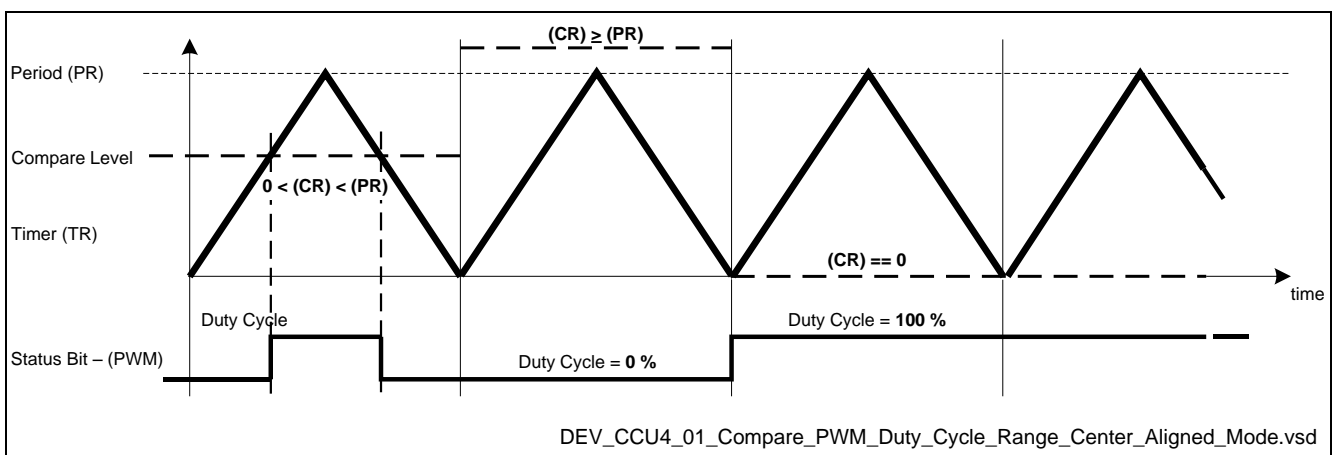 (CR) ≥ (PR)
Period (PR)
Compare Level
0 < (CR) < (PR)
Timer (TR)
(CR) == 0
time
Duty Cycle
Duty Cycle = 100 %
Status Bit – (PWM)
Duty Cycle = 0 %
DEV_CCU4_01_Compare_PWM_Duty_Cycle_Range_Center_Aligned_Mode.vsd